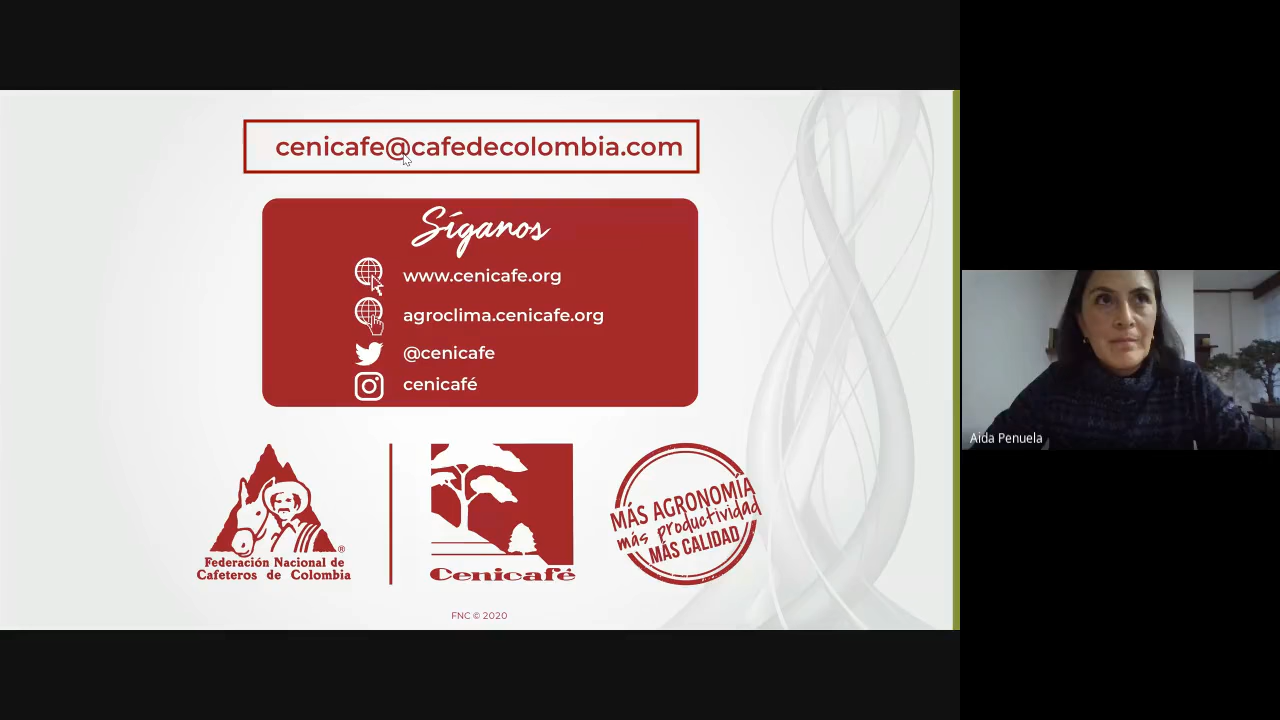 cenicafe@cafedecolombia.com
Síganos
www.cenicafe.org
agroclima.cenicafe.org
@cenicafe
cenicafé
Federación Nacional de
Cafeteros de Colombia
®
Cenicafé
MÁS AGRONOMÍA
más productividad
MÁS CALIDAD
FNC © 2020
Aida Penuela